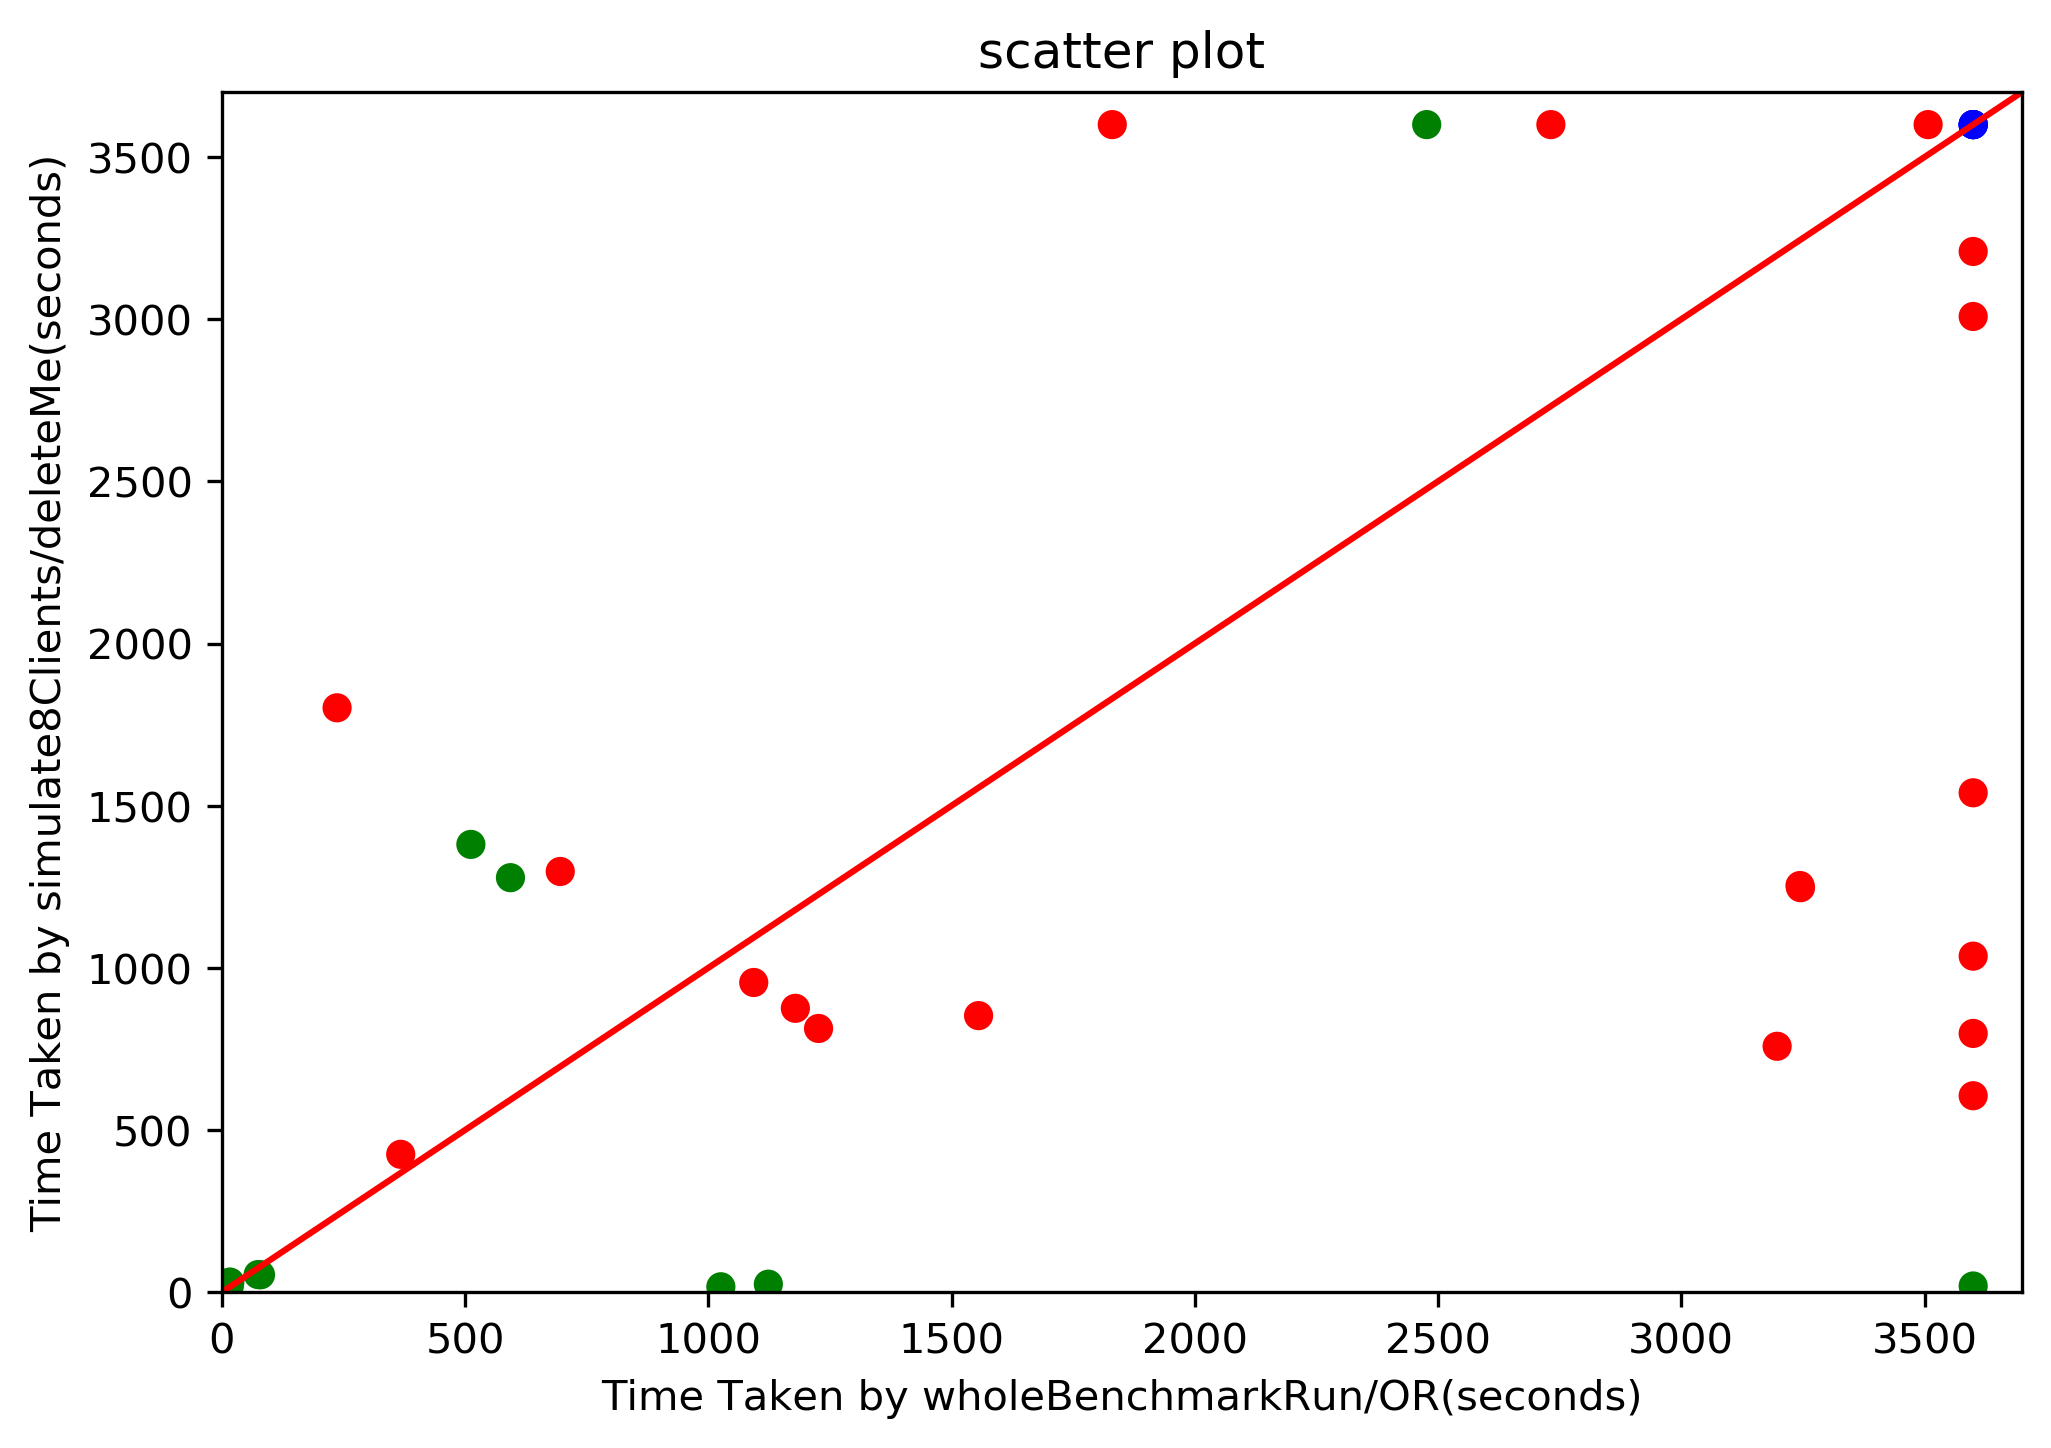 scatter plot
Time Taken by simulate8Clients/deleteMe(seconds)
3500
3000
2500
2000
1500
1000
500
0
0 500 1000 1500 2000 2500 3000 3500
Time Taken by wholeBenchmarkRun/OR(seconds)